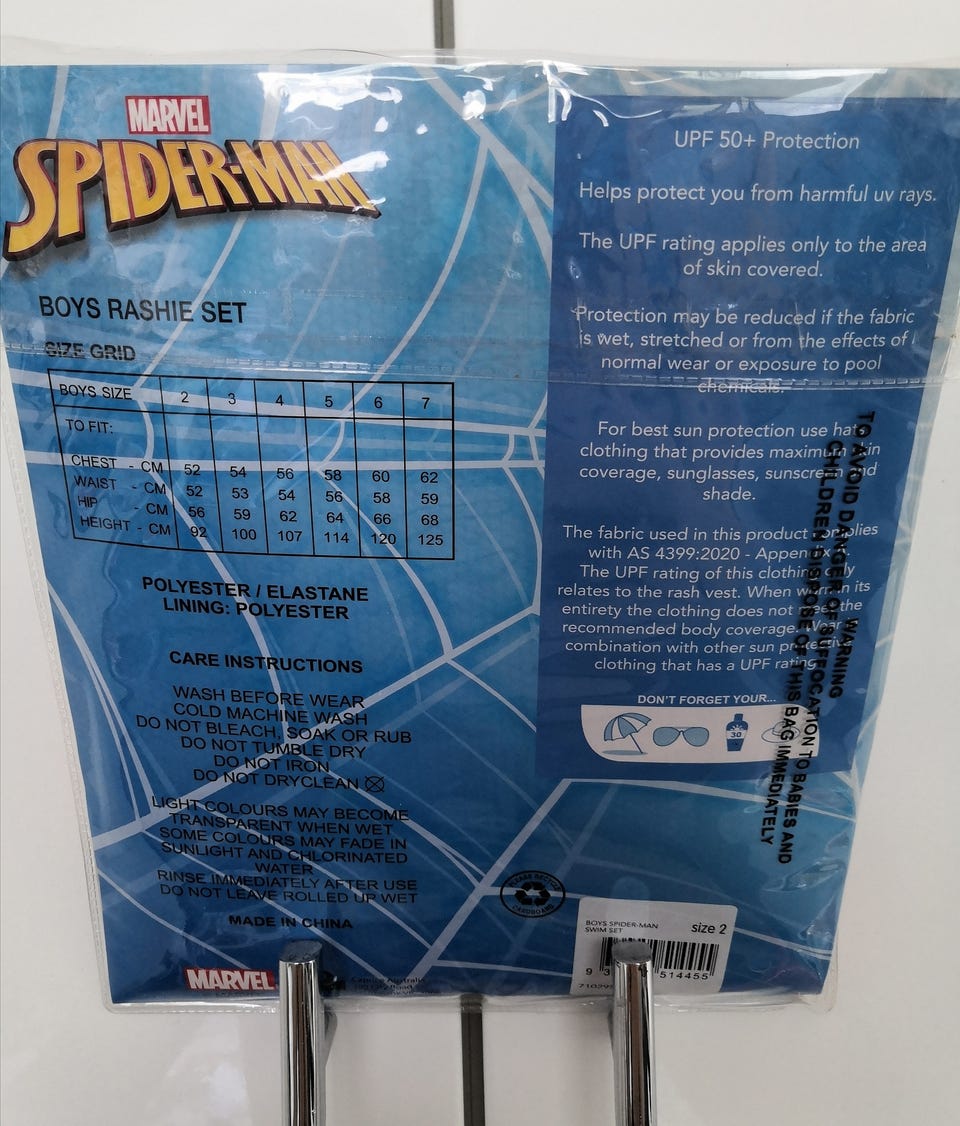 MARVEL
SPIDER-MAN
BOYS RASHIE SET
SIZE GRID
BOYS SIZE 2 3 4 5 6 7
TO FIT:
CHEST - CM 52 54 56 58 60 62
WAIST - CM 52 53 54 56 58 59
HIP - CM 56 59 62 64 66 68
HEIGHT - CM 92 100 107 114 120 125
POLYESTER / ELASTANE
LINING: POLYESTER
CARE INSTRUCTIONS
WASH BEFORE WEAR
COLD MACHINE WASH
DO NOT BLEACH, SOAK OR RUB
DO NOT TUMBLE DRY
DO NOT IRON
DO NOT DRYCLEAN
LIGHT COLOURS MAY BECOME
TRANSPARENT WHEN WET
SOME COLOURS MAY FADE IN
SUNLIGHT AND CHLORINATED
WATER
RINSE IMMEDIATELY AFTER USE
DO NOT LEAVE ROLLED UP WET
MADE IN CHINA
MARVEL
Caprice Australia
Road
UPF 50+ Protection
Helps protect you from harmful uv rays.
The UPF rating applies only to the area
of skin covered.
Protection may be reduced if the fabric
is wet, stretched or from the effects of
normal wear or exposure to pool
chemicals.
For best sun protection use hats
clothing that provides maximum skin
coverage, sunglasses, sunscreen and
shade.
The fabric used in this product complies
with AS 4399:2020 -
The UPF rating of this clothing only
relates to the rash vest. When worn in its
entirety the clothing does not meet the
recommended body coverage. Wear in
combination with other sun protective
clothing that has a UPF rating
DON'T FORGET YOUR...
30
WARNING
TO AVOID DANGER OF SUFFOCATION TO BABIES AND
CHILDREN DISPOSE OF THIS BAG IMMEDIATELY
PLEASE RECYCLE
CARDBOARD
BOYS SPIDER-MAN
SWIM SET
size 2
9 3 514455